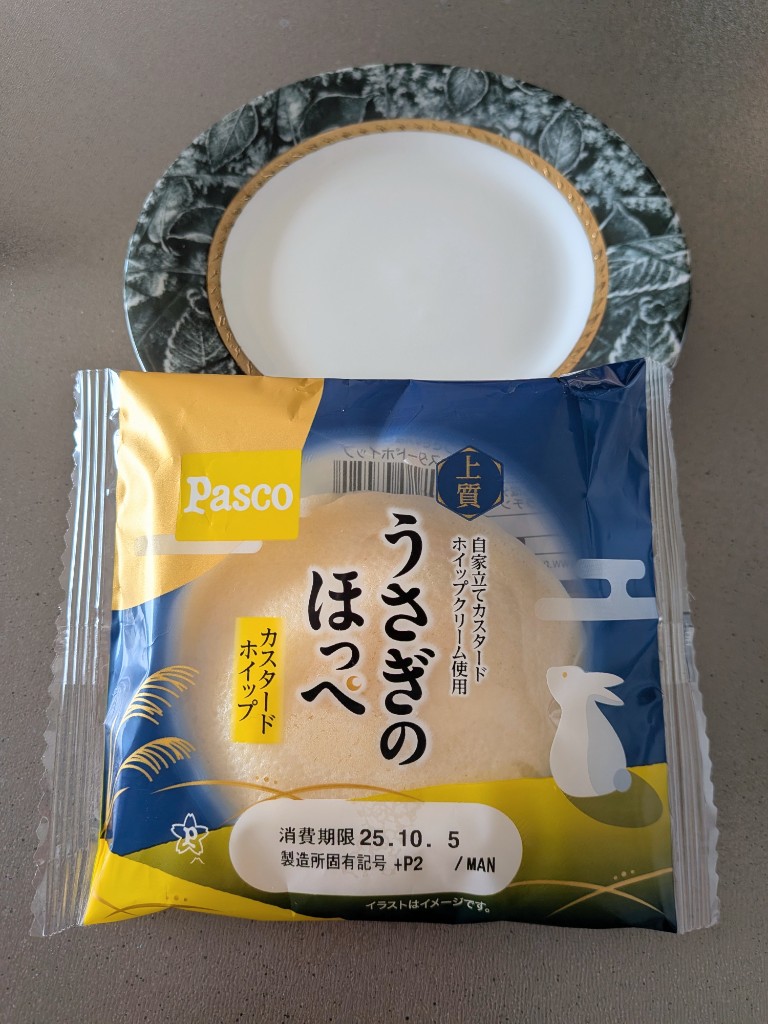 Pasco
上質
自家立てカスタード
ホイップクリーム使用
うさぎの
ほっぺ
カスタード
ホイップ
消費期限 25.10. 5
製造所固有記号 +P2 /MAN
イラストはイメージです。